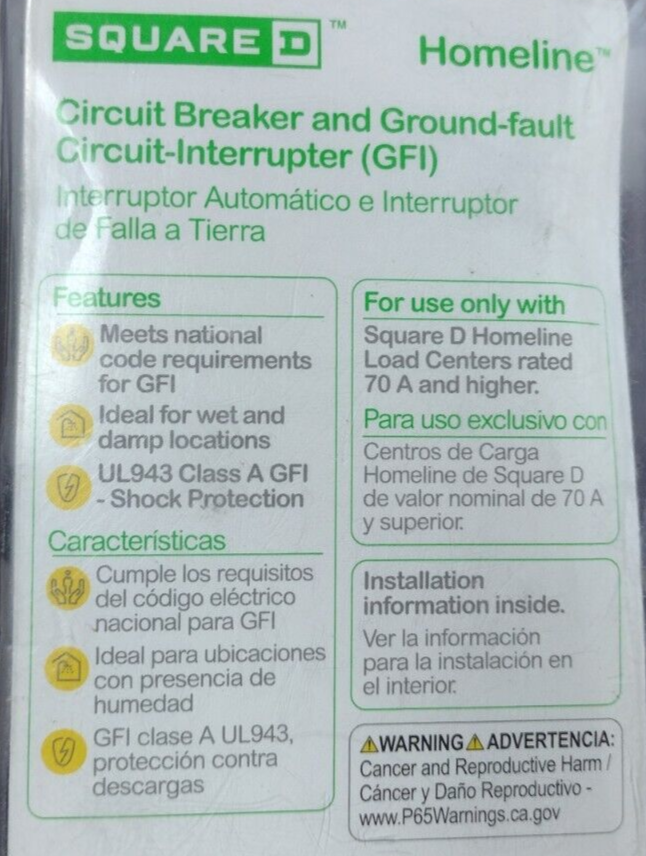 SQUARE D™
Homeline™
Circuit Breaker and Ground-fault
Circuit-Interrupter (GFI)
Interruptor Automático e Interruptor
de Falla a Tierra
Features
Meets national
code requirements
for GFI
Ideal for wet and
damp locations
UL943 Class A GFI
- Shock Protection
Características
Cumple los requisitos
del código eléctrico
nacional para GFI
Ideal para ubicaciones
con presencia de
humedad
GFI clase A UL943,
protección contra
descargas
For use only with
Square D Homeline
Load Centers rated
70 A and higher.
Para uso exclusivo con
Centros de Carga
Homeline de Square D
de valor nominal de 70 A
y superior.
Installation
information inside.
Ver la información
para la instalación en
el interior.
⚠WARNING⚠ADVERTENCIA:
Cancer and Reproductive Harm /
Cáncer y Daño Reproductivo -
www.P65Warnings.ca.gov